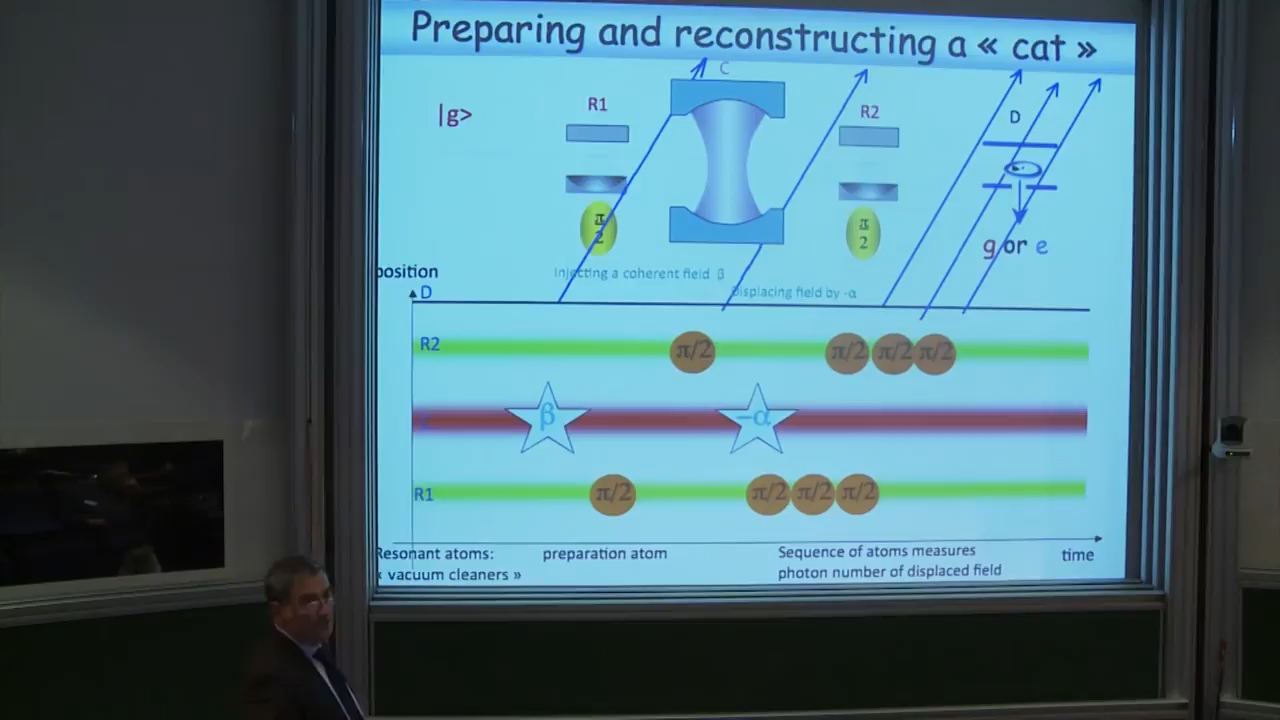 Preparing and reconstructing a « cat »
C
|g>
R1
R2
D
π
2
π
2
g or e
Injecting a coherent field β
Displacing field by -α
position
D
R2
π/2
π/2
π/2
π/2
β
-α
R1
π/2
π/2
π/2
π/2
Resonant atoms:
« vacuum cleaners »
preparation atom
Sequence of atoms measures
photon number of displaced field
time